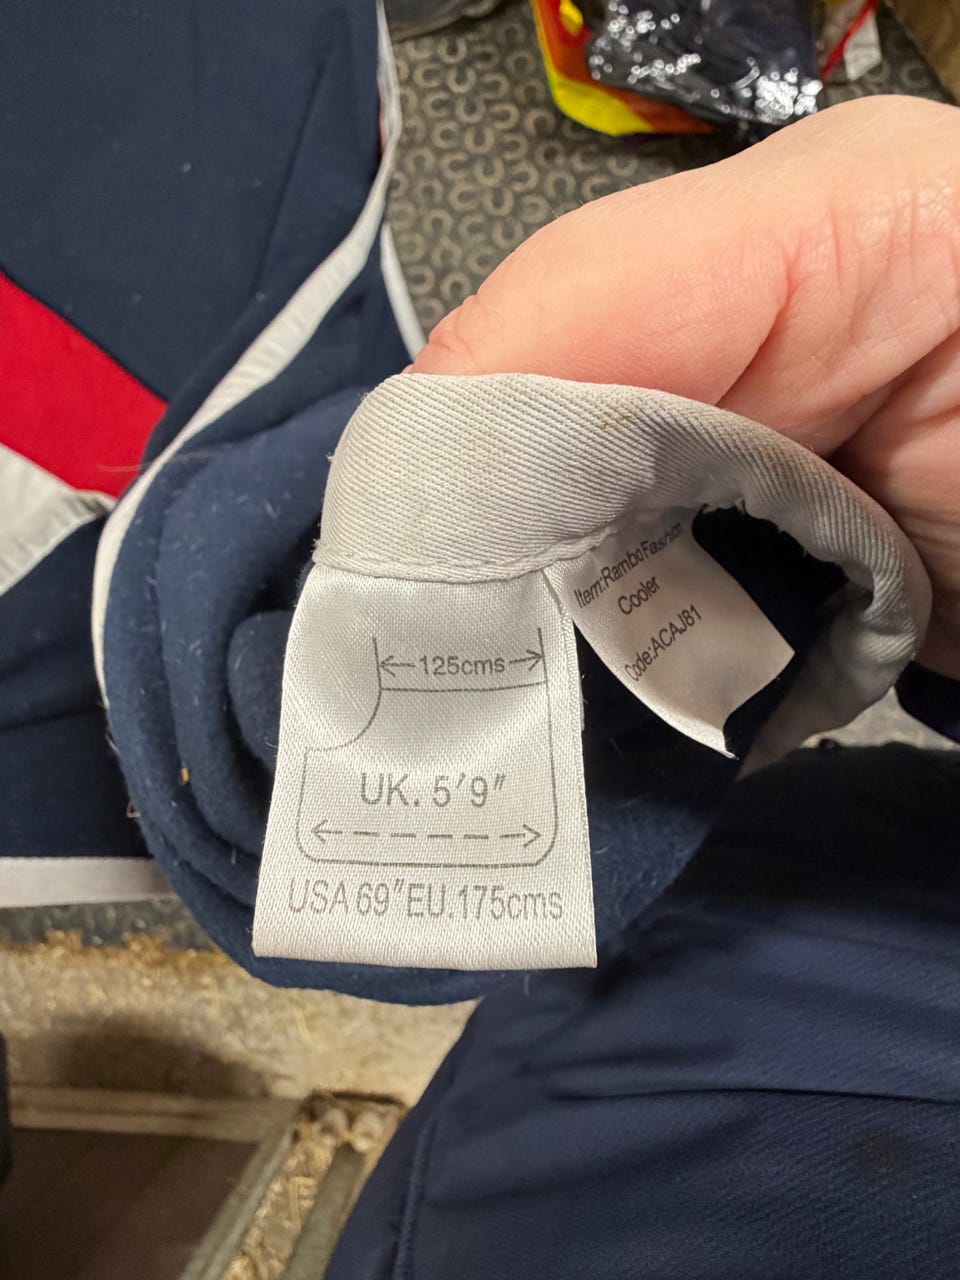 125cms
UK. 5'9"
USA 69" EU. 175cms
Item:Rambo Fashion
Cooler
Code:ACAJ81